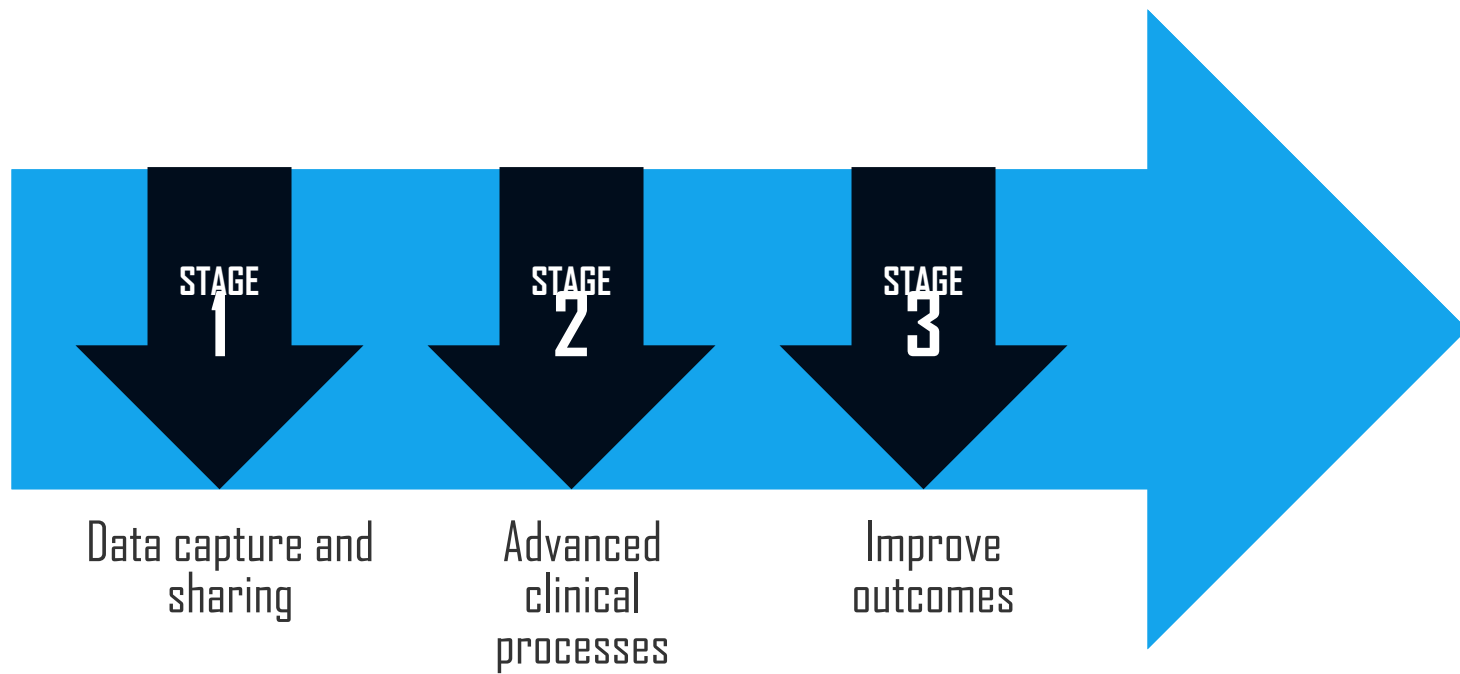 STAGE
1
STAGE
2
STAGE
3
Data capture and
sharing
Advanced
clinical
processes
Improve
outcomes